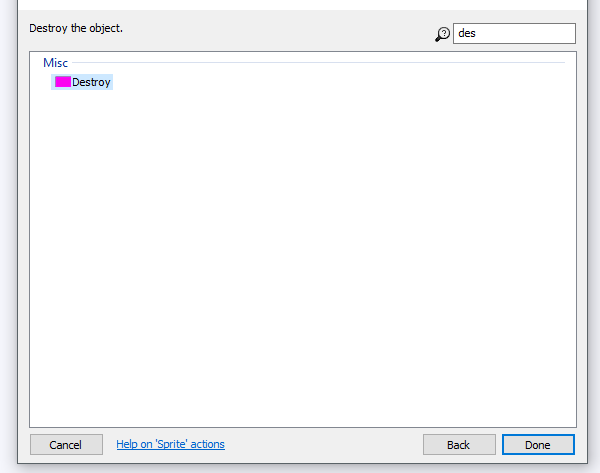 Destroy the object.
des
Misc
Destroy
Cancel
Help on 'Sprite' actions
Back
Done